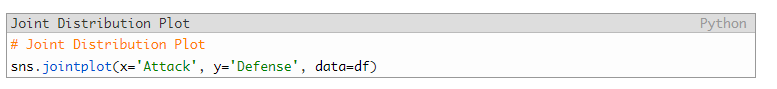 Joint Distribution Plot Python
# Joint Distribution Plot
sns.jointplot(x='Attack', y='Defense', data=df)